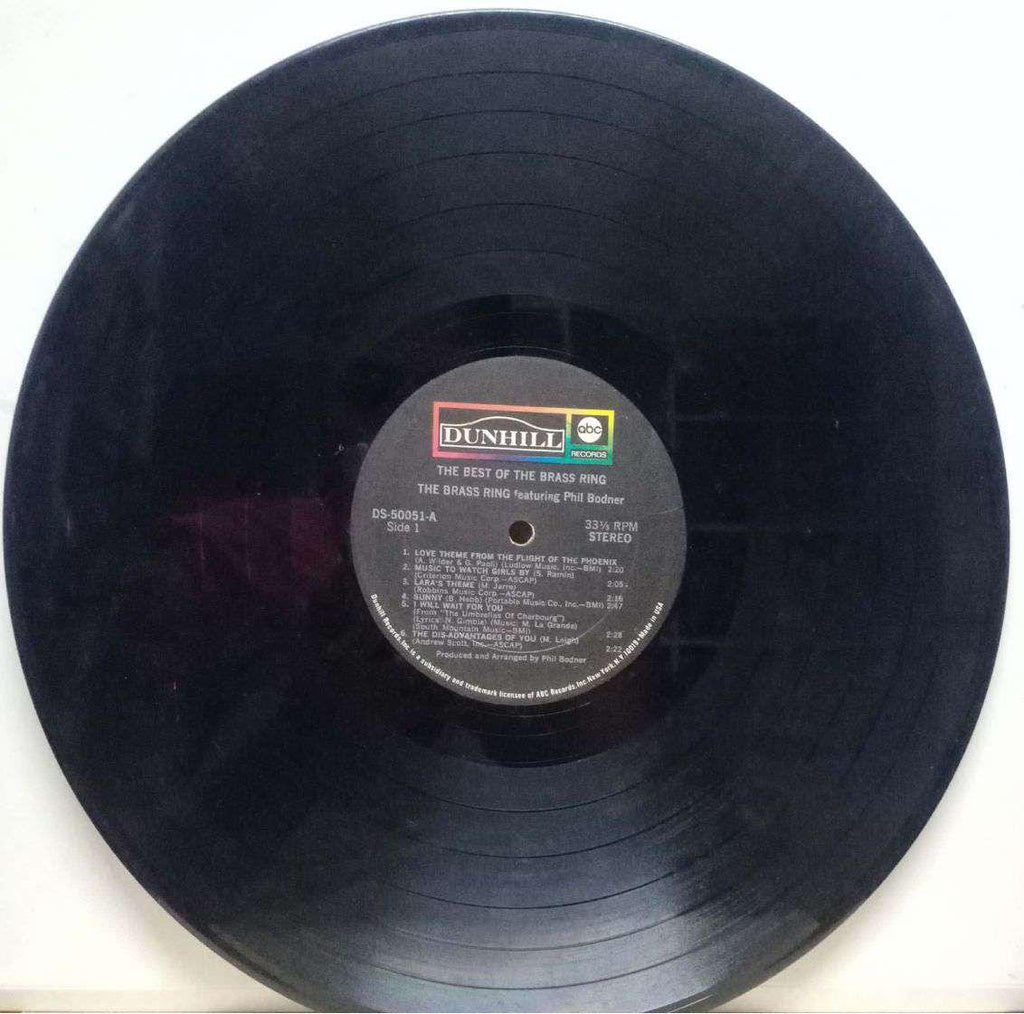 DUNHILL
abc
RECORDS
THE BEST OF THE BRASS RING
THE BRASS RING featuring Phil Bodner
DS-50051-A
Side 1
33⅓ RPM
STEREO
1. LOVE THEME FROM THE FLIGHT OF THE PHOENIX
(A. Wilder & G. Paoli) (Ludlow Music, Inc.—BMI) 2:20
2. MUSIC TO WATCH GIRLS BY (S. Ramin)
(Criterion Music Corp.—ASCAP) 2:05
3. LARA'S THEME (M. Jarre)
(Robbins Music Corp.—ASCAP) 2:16
4. SUNNY (B. Hebb) (Portable Music Co., Inc.—BMI) 2:47
5. I WILL WAIT FOR YOU
(From "The Umbrellas Of Cherbourg")
(Lyrics: N. Gimble) (Music: M. La Grande)
(South Mountain Music—BMI) 2:28
6. THE DIS-ADVANTAGES OF YOU (M. Leigh)
(Andrew Scott, Inc.—ASCAP) 2:22
Produced and Arranged by Phil Bodner
Dunhill Records, Inc. is a subsidiary and trademark licensee of ABC Records, Inc. New York, N.Y. 10019 • Made in USA